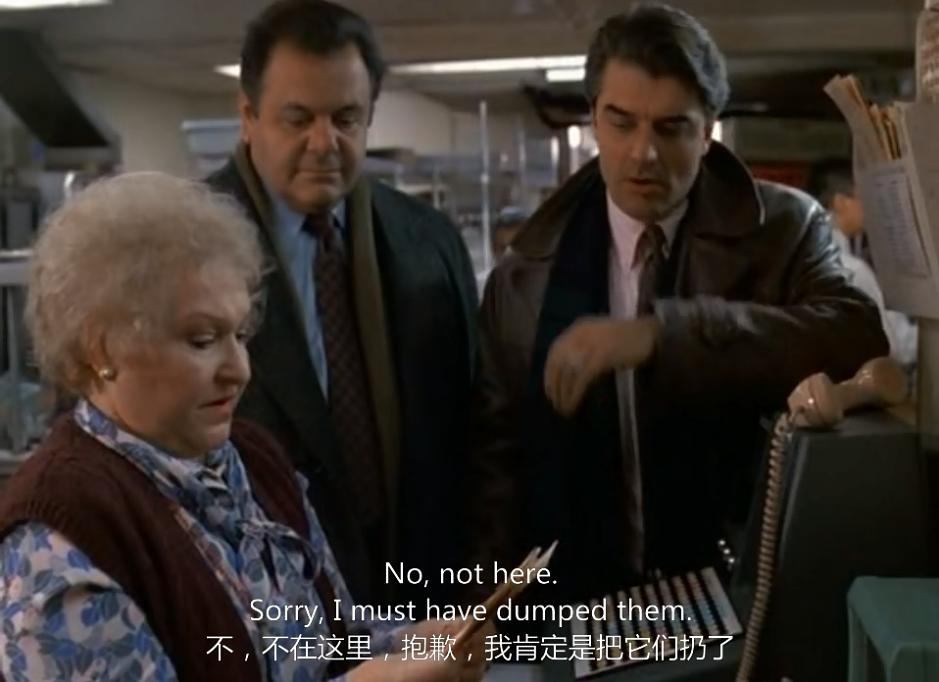 No, not here.
Sorry, I must have dumped them.
不，不在这里，抱歉，我肯定是把它们扔了